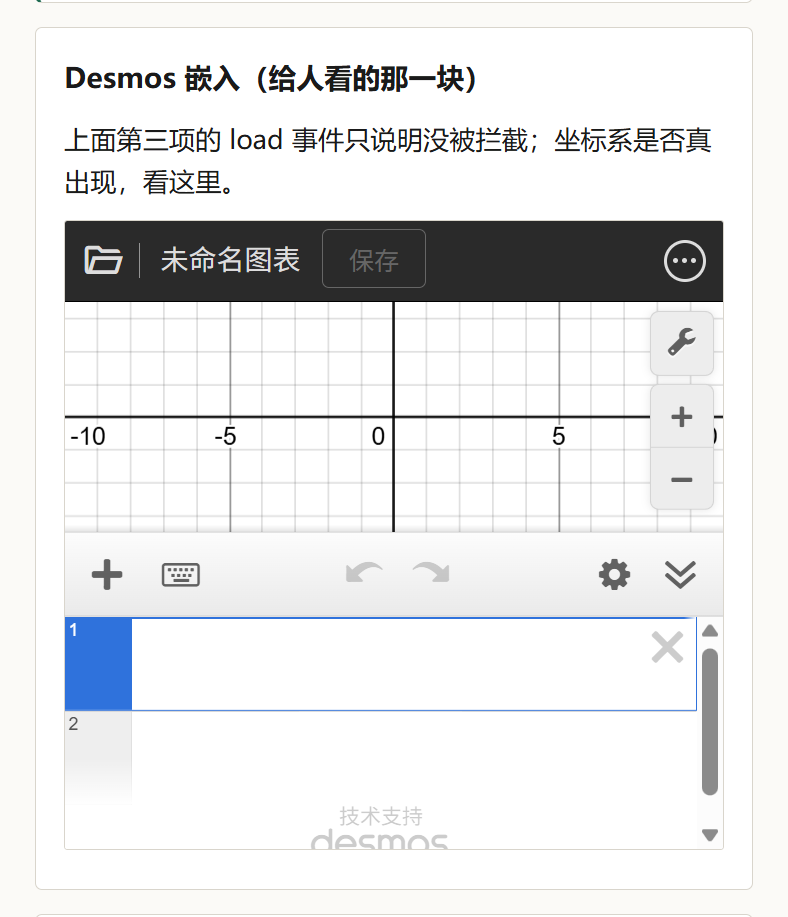 Desmos 嵌入（给人看的那一块）
上面第三项的 load 事件只说明没被拦截；坐标系是否真
出现，看这里。
未命名图表 保存
-10 -5 0 5
1
2
技术支持
desmos